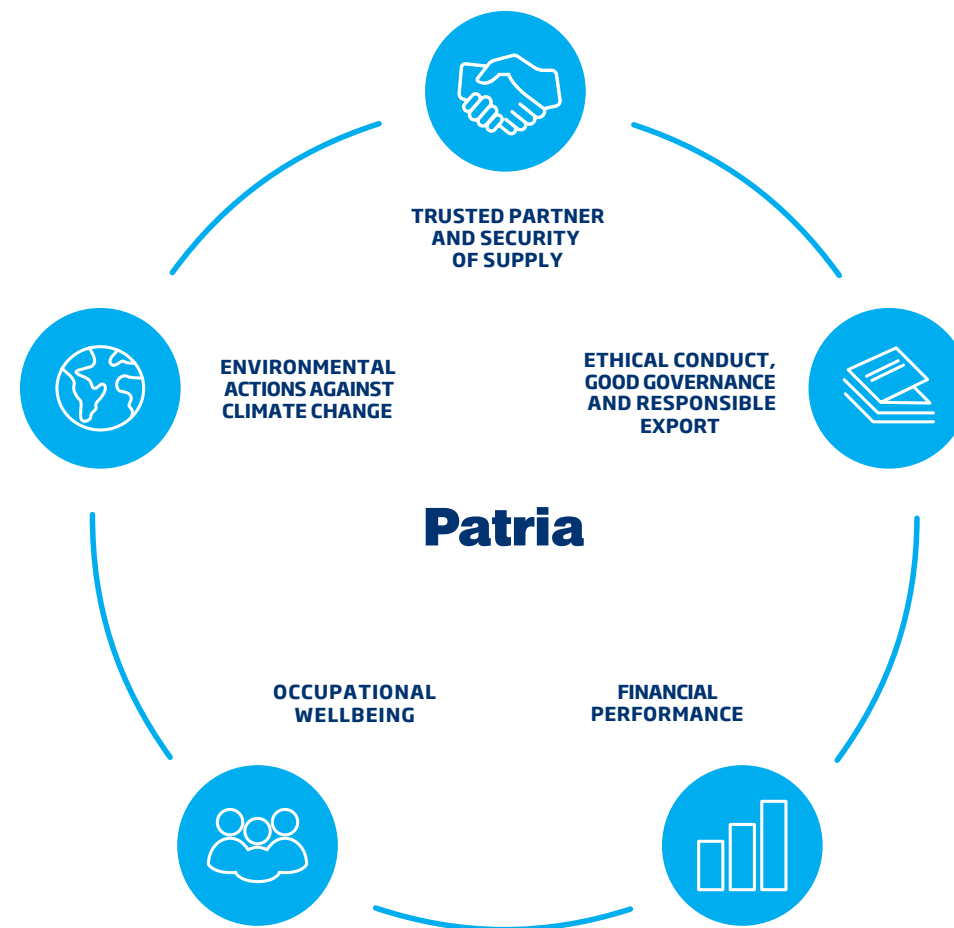 TRUSTED PARTNER
AND SECURITY
OF SUPPLY
ENVIRONMENTAL
ACTIONS AGAINST
CLIMATE CHANGE
ETHICAL CONDUCT,
GOOD GOVERNANCE
AND RESPONSIBLE
EXPORT
Patria
OCCUPATIONAL
WELLBEING
FINANCIAL
PERFORMANCE